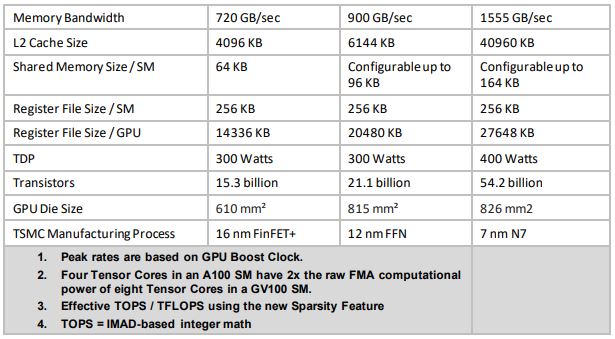 Memory Bandwidth 720 GB/sec 900 GB/sec 1555 GB/sec
L2 Cache Size 4096 KB 6144 KB 40960 KB
Shared Memory Size / SM 64 KB Configurable up to Configurable up to
96 KB 164 KB
Register File Size / SM 256 KB 256 KB 256 KB
Register File Size / GPU 14336 KB 20480 KB 27648 KB
TDP 300 Watts 300 Watts 400 Watts
Transistors 15.3 billion 21.1 billion 54.2 billion
GPU Die Size 610 mm² 815 mm² 826 mm2
TSMC Manufacturing Process 16 nm FinFET+ 12 nm FFN 7 nm N7
1. Peak rates are based on GPU Boost Clock.
2. Four Tensor Cores in an A100 SM have 2x the raw FMA computational
power of eight Tensor Cores in a GV100 SM.
3. Effective TOPS / TFLOPS using the new Sparsity Feature
4. TOPS = IMAD-based integer math